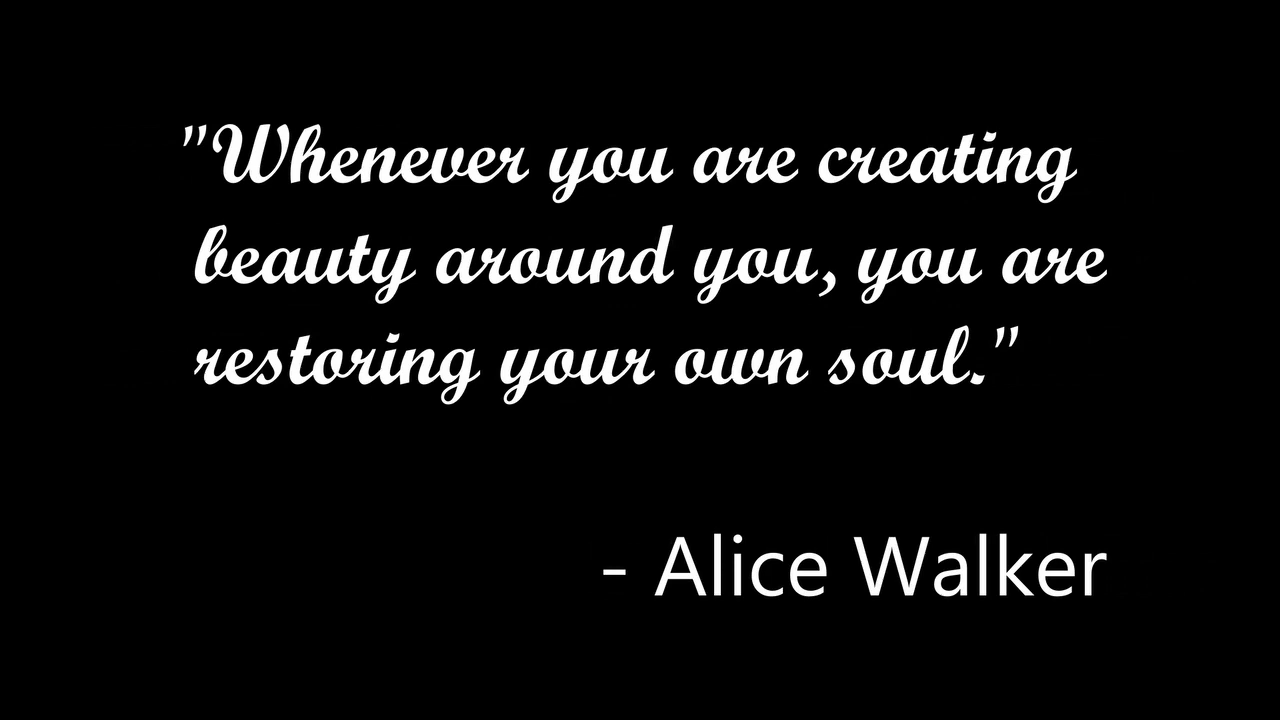 "Whenever you are creating
beauty around you, you are
restoring your own soul."
- Alice Walker